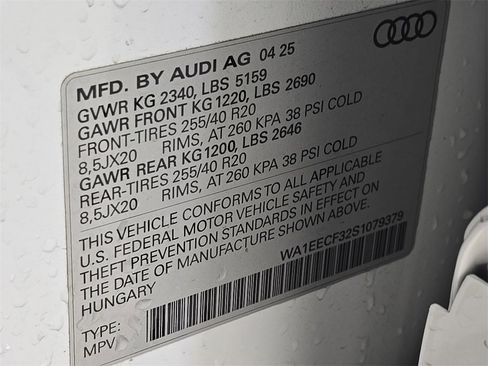 MFD. BY AUDI AG 04 25
GVWR KG 2340, LBS 5159
GAWR FRONT KG 1220, LBS 2690
FRONT-TIRES 255/40 R20
8,5JX20 RIMS, AT 260 KPA 38 PSI COLD
GAWR REAR KG1200, LBS 2646
REAR-TIRES 255/40 R20
8,5JX20 RIMS, AT 260 KPA 38 PSI COLD
THIS VEHICLE CONFORMS TO ALL APPLICABLE
U.S. FEDERAL MOTOR VEHICLE SAFETY AND
THEFT PREVENTION STANDARDS IN EFFECT ON
THE DATE OF MANUFACTURE SHOWN ABOVE.
HUNGARY
WA1EECF32S1079379
TYPE:
MPV